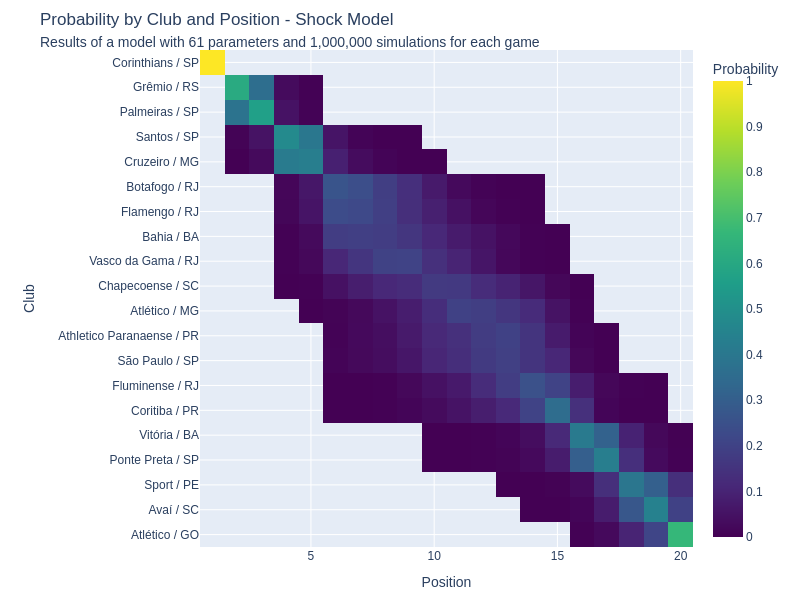 Probability by Club and Position - Shock Model
Results of a model with 61 parameters and 1,000,000 simulations for each game
Corinthians / SP
Grêmio / RS
Palmeiras / SP
Santos / SP
Cruzeiro / MG
Botafogo / RJ
Flamengo / RJ
Bahia / BA
Vasco da Gama / RJ
Chapecoense / SC
Atlético / MG
Athletico Paranaense / PR
São Paulo / SP
Fluminense / RJ
Coritiba / PR
Vitória / BA
Ponte Preta / SP
Sport / PE
Avaí / SC
Atlético / GO
Club
5
10
15
20
Position
Probability
1
0.9
0.8
0.7
0.6
0.5
0.4
0.3
0.2
0.1
0